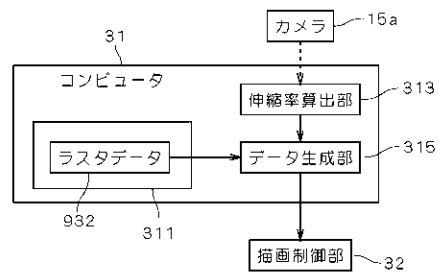 カメラ
15a
31
コンピュータ
伸縮率算出部
313
ラスタデータ
データ生成部
315
932
311
描画制御部
32